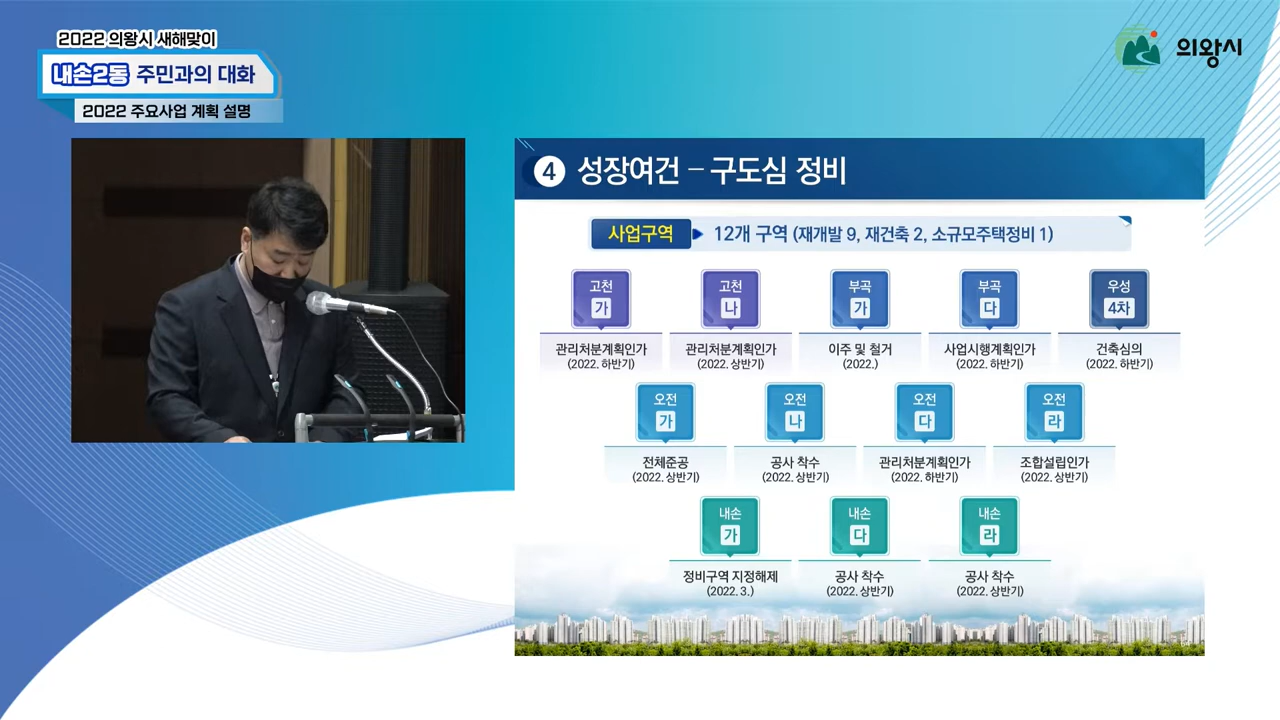 2022 의왕시 새해맞이
내손2동 주민과의 대화
2022 주요사업 계획 설명
의왕시
4 성장여건 – 구도심 정비
사업구역 12개 구역 (재개발 9, 재건축 2, 소규모주택정비 1)
고천 고천 부곡 부곡 우성
가 나 가 다 4차
관리처분계획인가 관리처분계획인가 이주 및 철거 사업시행계획인가 건축심의
(2022. 하반기) (2022. 상반기) (2022.) (2022. 하반기) (2022. 하반기)
오전 오전 오전 오전
가 나 다 라
전체준공 공사 착수 관리처분계획인가 조합설립인가
(2022. 상반기) (2022. 상반기) (2022. 하반기) (2022. 상반기)
내손 내손 내손
가 다 라
정비구역 지정해제 공사 착수 공사 착수
(2022. 3.) (2022. 상반기) (2022. 상반기)